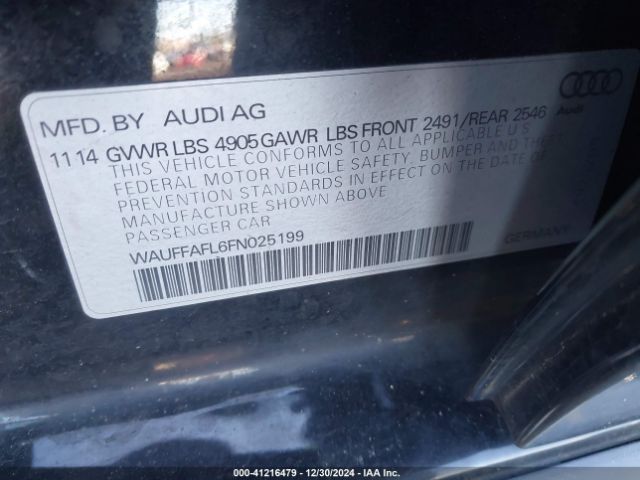 MFD. BY AUDI AG
11 14 GVWR LBS 4905 GAWR LBS FRONT 2491/REAR 2546
Audi
THIS VEHICLE CONFORMS TO ALL APPLICABLE U S
FEDERAL MOTOR VEHICLE SAFETY, BUMPER AND THEFT
PREVENTION STANDARDS IN EFFECT ON THE DATE OF
MANUFACTURE SHOWN ABOVE
PASSENGER CAR
WAUFFAFL6FN025199
GERMANY
000-41216479 - 12/30/2024 - IAA Inc.